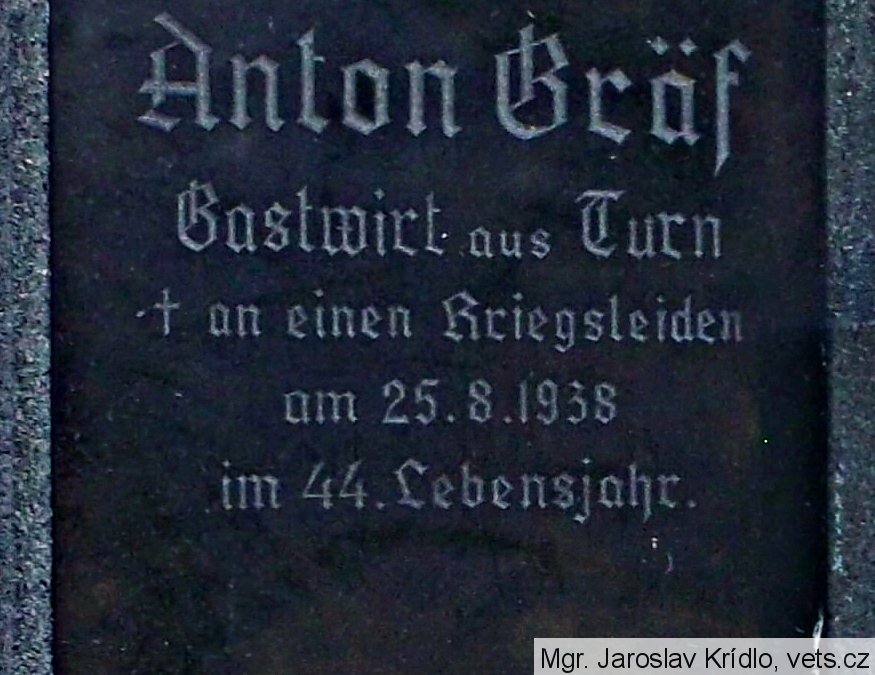 Anton Gräf
Gastwirt aus Turn
† an einen Kriegsleiden
am 25.8.1938
im 44. Lebensjahr.
Mgr. Jaroslav Krídlo, vets.cz